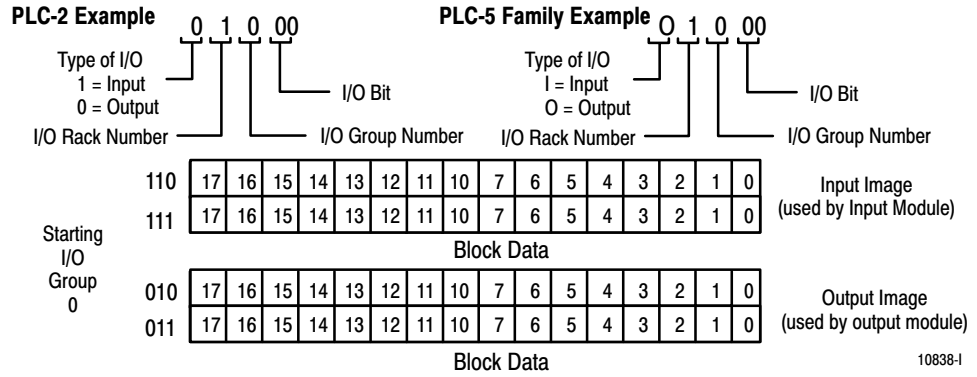 PLC-2 Example
0 1 0 00
PLC-5 Family Example
O 1 0 00
Type of I/O
1 = Input
0 = Output
I/O Bit
I/O Rack Number
I/O Group Number
Type of I/O
I = Input
O = Output
I/O Bit
I/O Rack Number
I/O Group Number
110 17 16 15 14 13 12 11 10 7 6 5 4 3 2 1 0
111 17 16 15 14 13 12 11 10 7 6 5 4 3 2 1 0
Input Image
(used by Input Module)
Block Data
Starting
I/O
Group
0
010 17 16 15 14 13 12 11 10 7 6 5 4 3 2 1 0
011 17 16 15 14 13 12 11 10 7 6 5 4 3 2 1 0
Output Image
(used by output module)
Block Data
10838-I